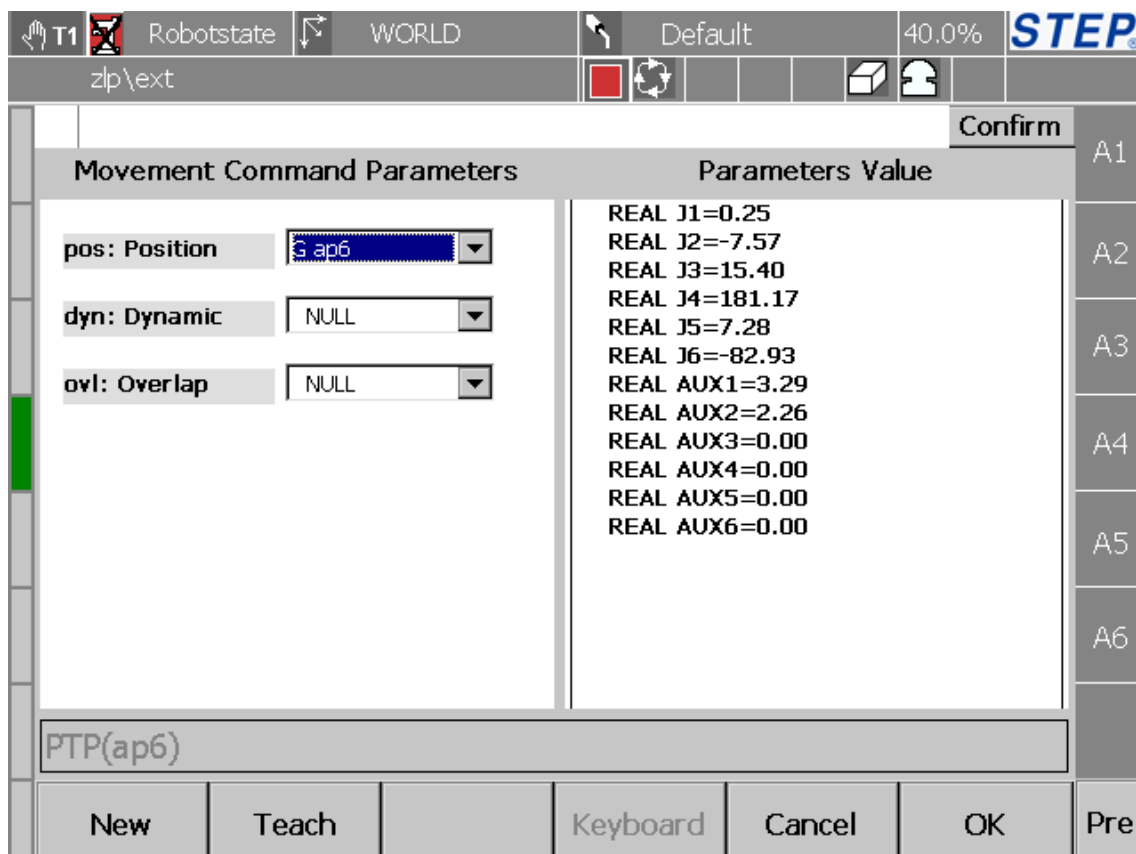 T1 Robotstate WORLD Default 40.0% STEP
zlp\ext
Confirm
Movement Command Parameters
Parameters Value
pos: Position G ap6
dyn: Dynamic NULL
ovl: Overlap NULL
REAL J1=0.25
REAL J2=-7.57
REAL J3=15.40
REAL J4=181.17
REAL J5=7.28
REAL J6=-82.93
REAL AUX1=3.29
REAL AUX2=2.26
REAL AUX3=0.00
REAL AUX4=0.00
REAL AUX5=0.00
REAL AUX6=0.00
A1
A2
A3
A4
A5
A6
PTP(ap6)
New Teach Keyboard Cancel OK Pre